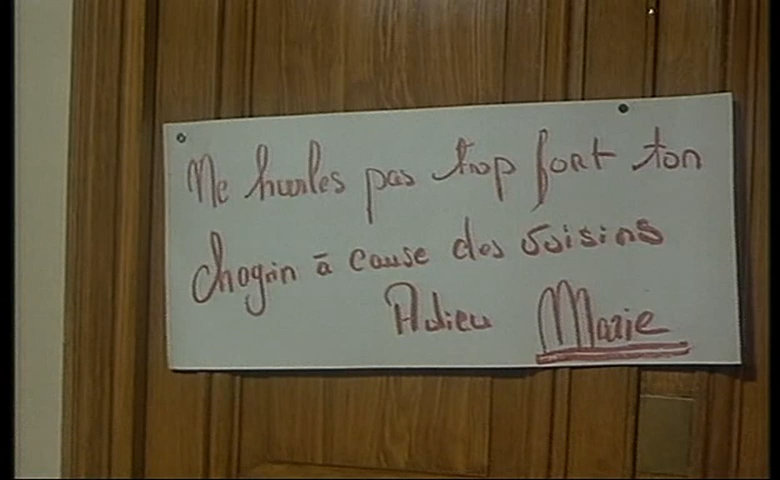 Ne hurles pas trop fort ton
chagrin à cause des voisins
Adieu Marie